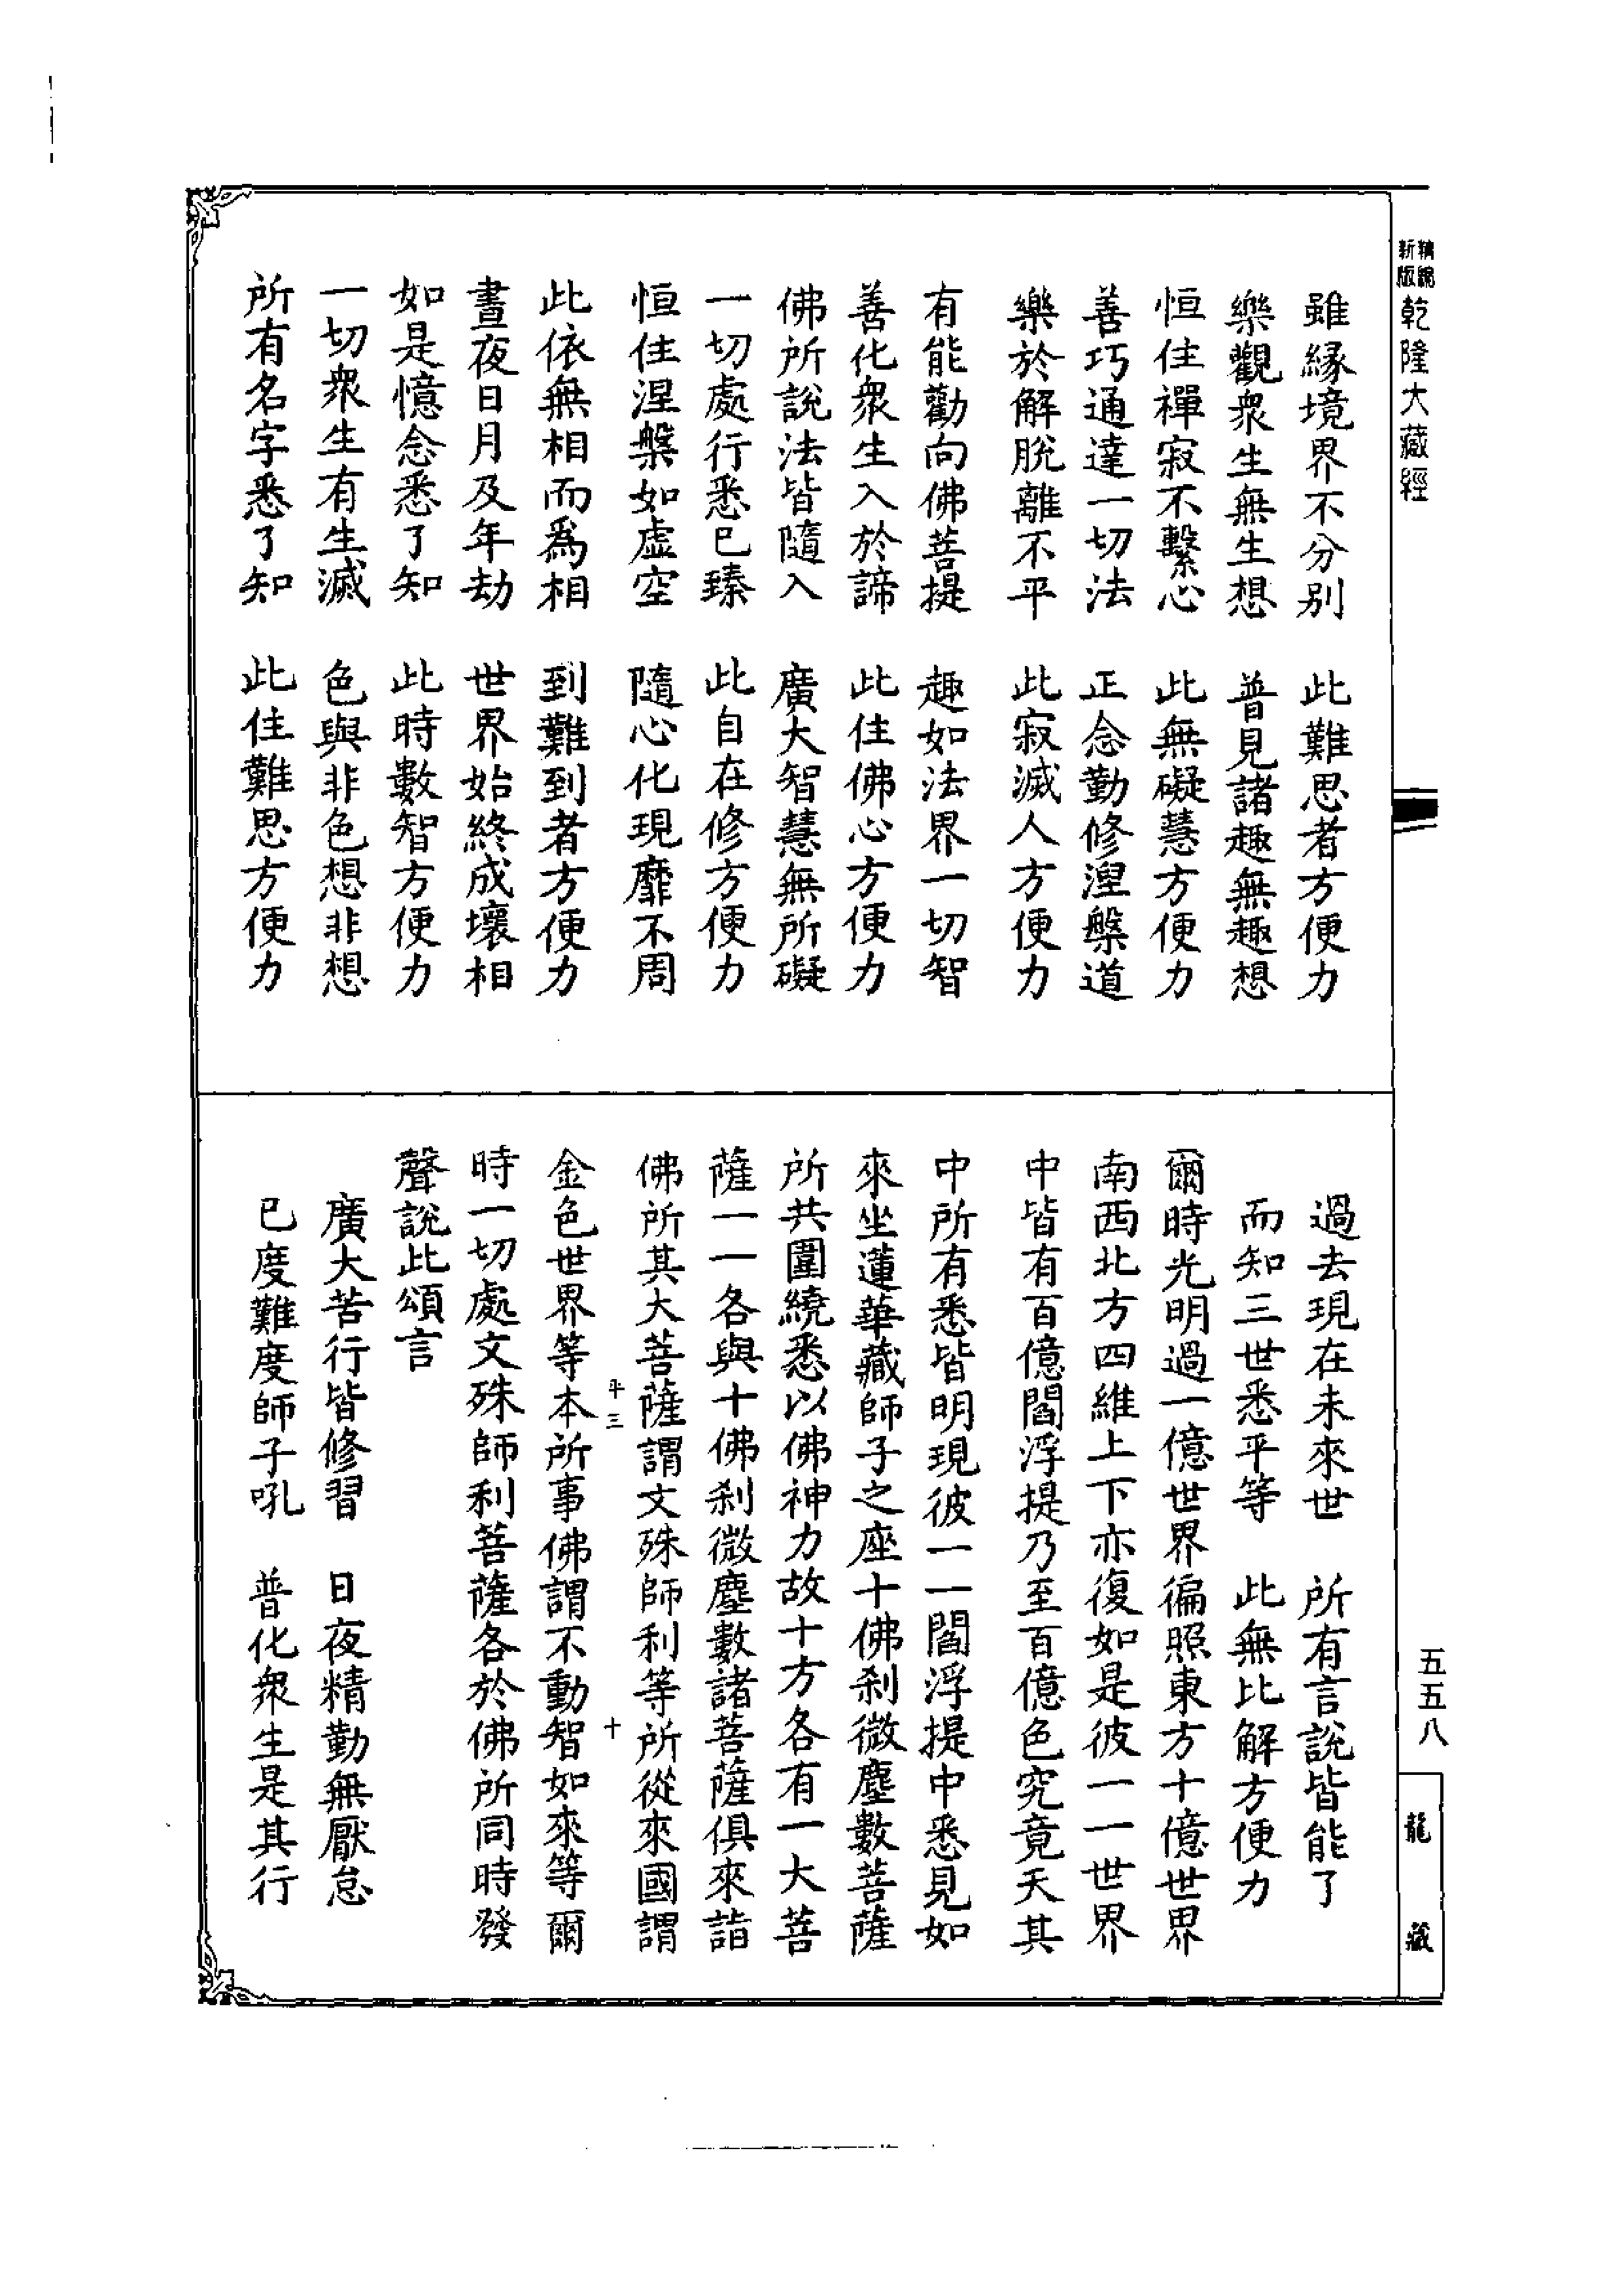 精縮新版乾隆大藏經
雖緣境界不分別　此難思者方便力
樂觀衆生無生想　普見諸趣無趣想
恒住禪寂不繫心　此無礙慧方便力
善巧通達一切法　正念勤修湼槃道
樂於解脫離不平　此寂滅人方便力
有能勸向佛菩提　趣如法界一切智
善化衆生入於諦　此住佛心方便力
佛所說法皆隨入　廣大智慧無所礙
一切處行悉已臻　此自在修方便力
恒住湼槃如虛空　隨心化現靡不周
此依無相而爲相　到難到者方便力
晝夜日月及年劫　世界始終成壞相
如是憶念悉了知　此時數智方便力
一切衆生有生滅　色與非色想非想
所有名字悉了知　此住難思方便力
過去現在未來世　所有言說皆能了
而知三世悉平等　此無比解方便力
爾時光明過一億世界徧照東方十億世界
南西北方四維上下亦復如是彼一一世界
中皆有百億閻浮提乃至百億色究竟天其
中所有悉皆明現彼一一閻浮提中悉見如
來坐蓮華藏師子之座十佛刹微塵數菩薩
所共圍繞悉以佛神力故十方各有一大菩
薩一一各與十佛刹微塵數諸菩薩俱來詣
佛所其大菩薩謂文殊師利等所從來國謂
平三　十
金色世界等本所事佛謂不動智如來等爾
時一切處文殊師利菩薩各於佛所同時發
聲說此頌言
廣大苦行皆修習　日夜精勤無厭怠
已度難度師子吼　普化衆生是其行
五五八
龍藏